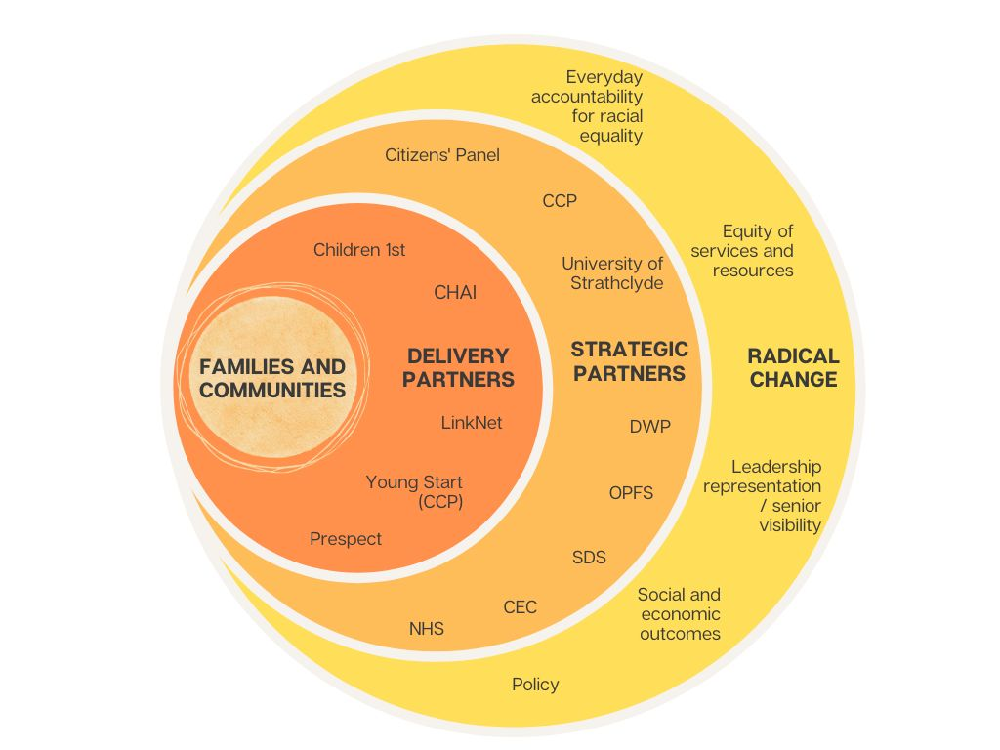 Everyday
accountability
for racial
equality
Citizens' Panel
CCP
Equity of
services and
resources
Children 1st
University of
Strathclyde
CHAI
FAMILIES AND
COMMUNITIES
DELIVERY
PARTNERS
STRATEGIC
PARTNERS
RADICAL
CHANGE
LinkNet
DWP
Leadership
representation
/ senior
visibility
Young Start
(CCP)
OPFS
Prespect
SDS
Social and
economic
outcomes
CEC
NHS
Policy